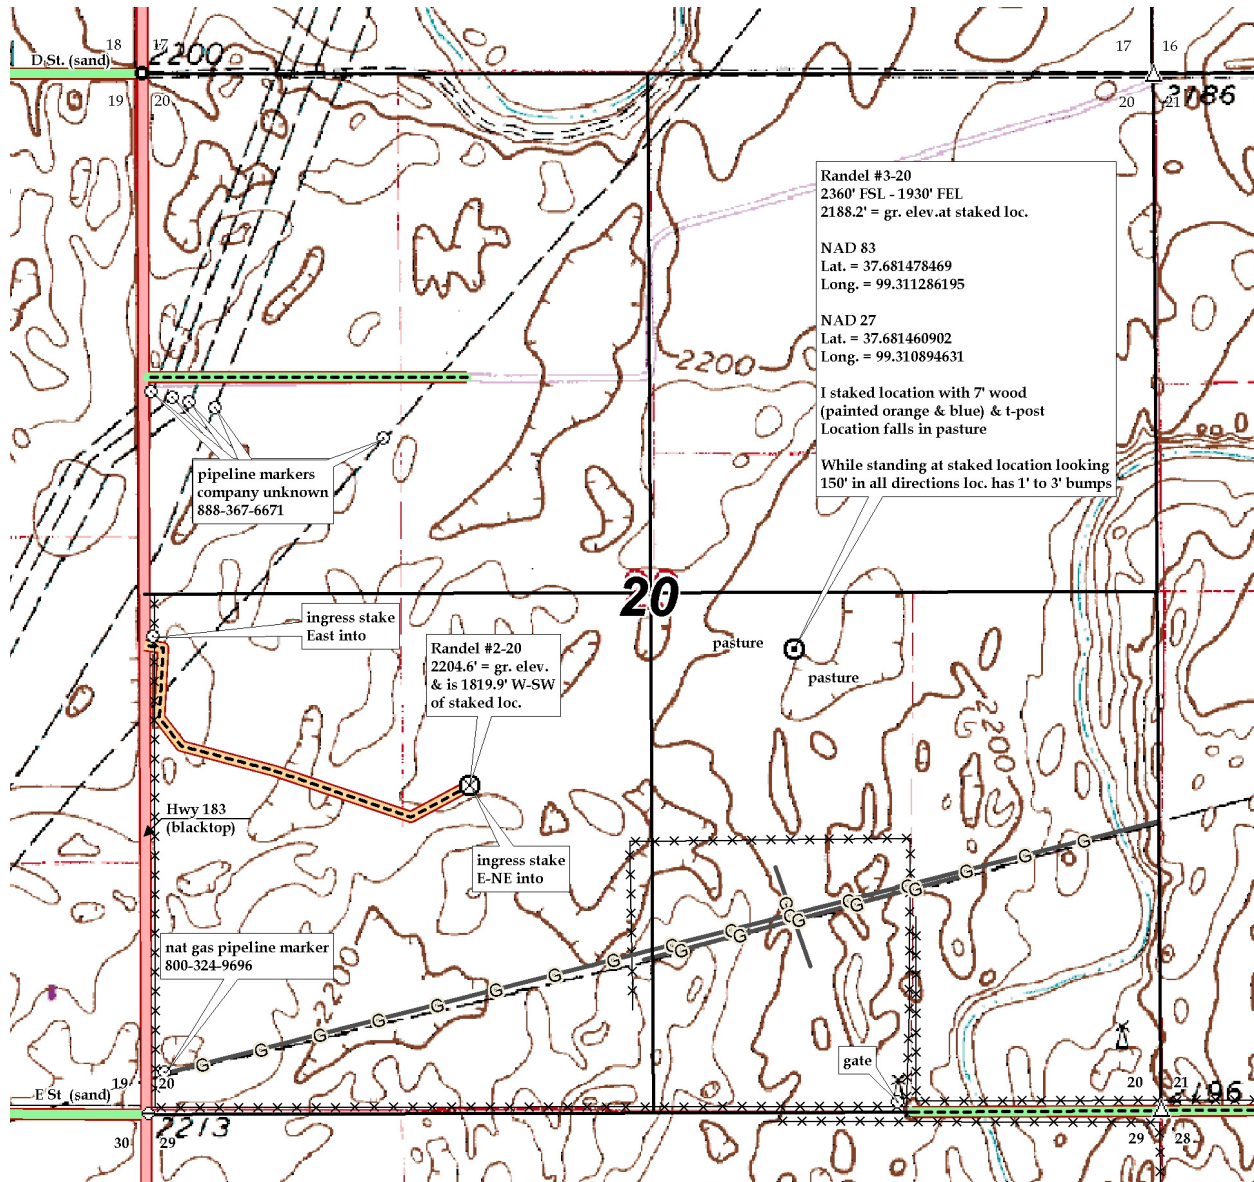 18
17
17
16
D St. (sand)
2200
19
20
20
21
2186
Randel #3-20
2360' FSL - 1930' FEL
2188.2' = gr. elev.at staked loc.
NAD 83
Lat. = 37.681478469
Long. = 99.311286195
NAD 27
Lat. = 37.681460902
Long. = 99.310894631
I staked location with 7' wood
(painted orange & blue) & t-post
Location falls in pasture
While standing at staked location looking
150' in all directions loc. has 1' to 3' bumps
2200
pipeline markers
company unknown
888-367-6671
20
ingress stake
East into
Randel #2-20
2204.6' = gr. elev.
& is 1819.9' W-SW
of staked loc.
pasture
pasture
2200
Hwy 183
(blacktop)
ingress stake
E-NE into
nat gas pipeline marker
800-324-9696
2200
G G G G G G G G G G G G G G G G G G G G G G
gate
19
20
20
21
E St. (sand)
2213
2196
30
29
29
28